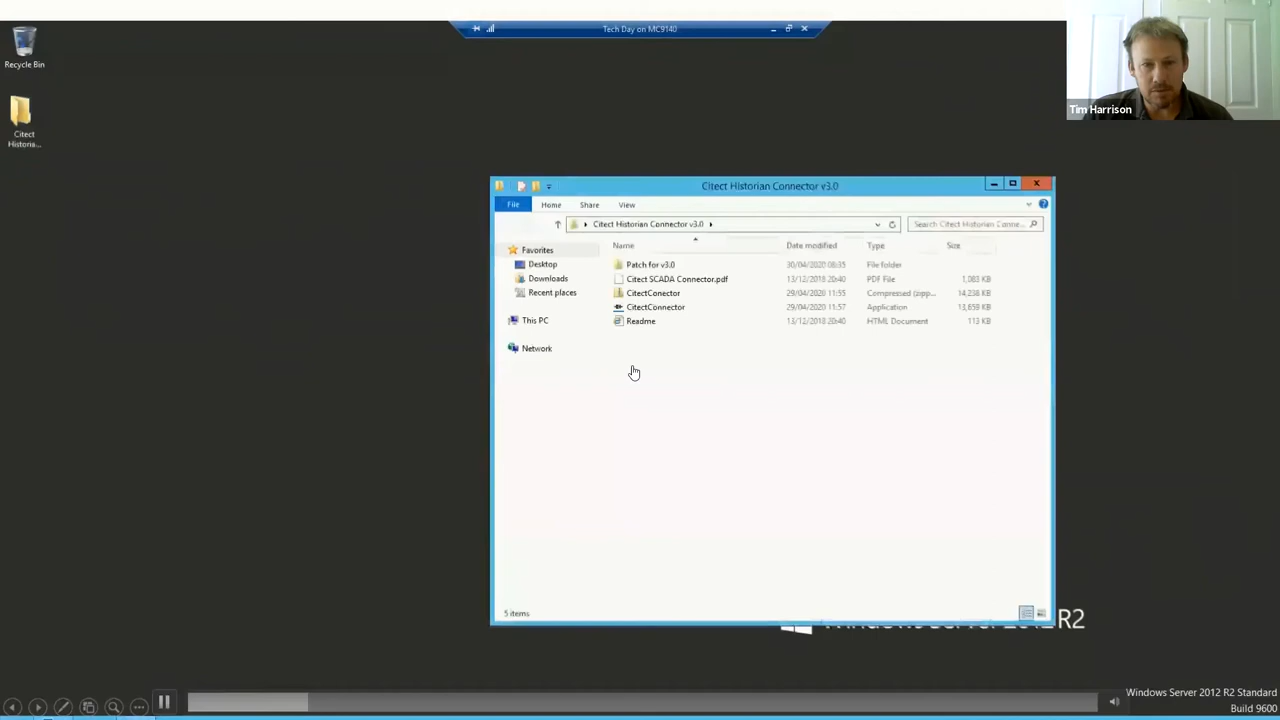 Tech Day on MC9140
Recycle Bin
Tim Harrison
Citect
Historia...
Citect Historian Connector v3.0
File Home Share View
Citect Historian Connector v3.0
Search Citect Historian Conne...
Name Date modified Type Size
Favorites
Desktop
Downloads
Recent places
This PC
Network
Patch for v3.0 30/04/2020 08:35 File folder
Citect SCADA Connector.pdf 13/12/2018 20:40 PDF File 1,083 KB
CitectConector 29/04/2020 11:55 Compressed (zipp... 14,238 KB
CitectConnector 29/04/2020 11:57 Application 13,659 KB
Readme 13/12/2018 20:40 HTML Document 113 KB
5 items
R2
Windows Server 2012 R2 Standard
Build 9600